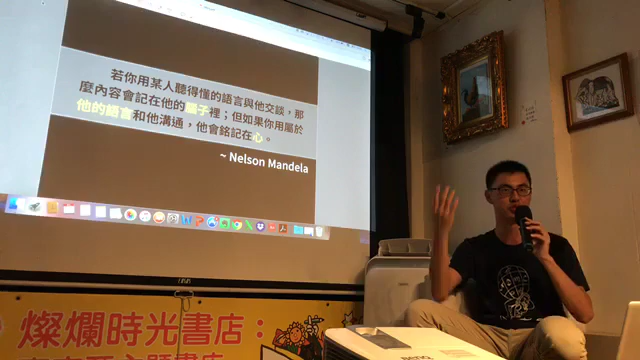 若你用某人聽得懂的語言與他交談，那
麼內容會記在他的腦子裡；但如果你用屬於
他的語言和他溝通，他會銘記在心。
~ Nelson Mandela
燦爛時光書店：
BenQ